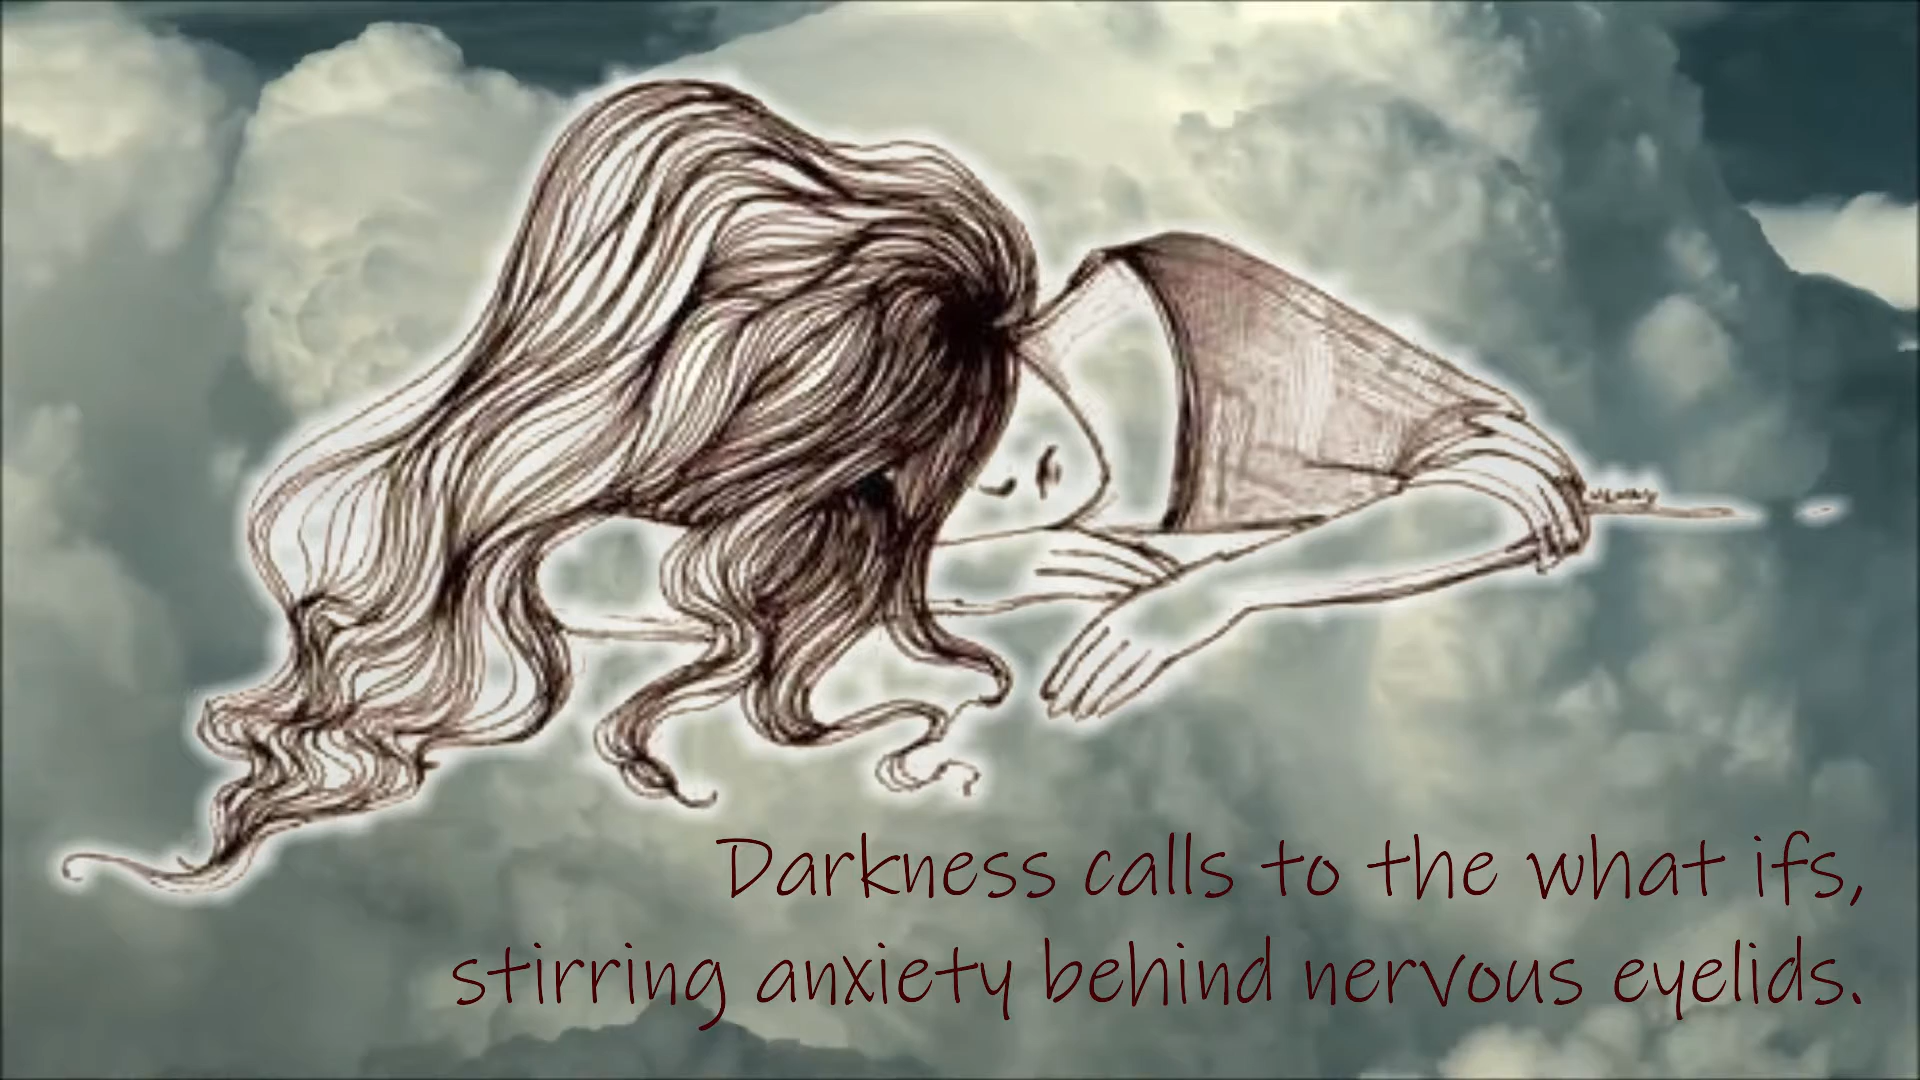 Darkness calls to the what ifs,
stirring anxiety behind nervous eyelids.